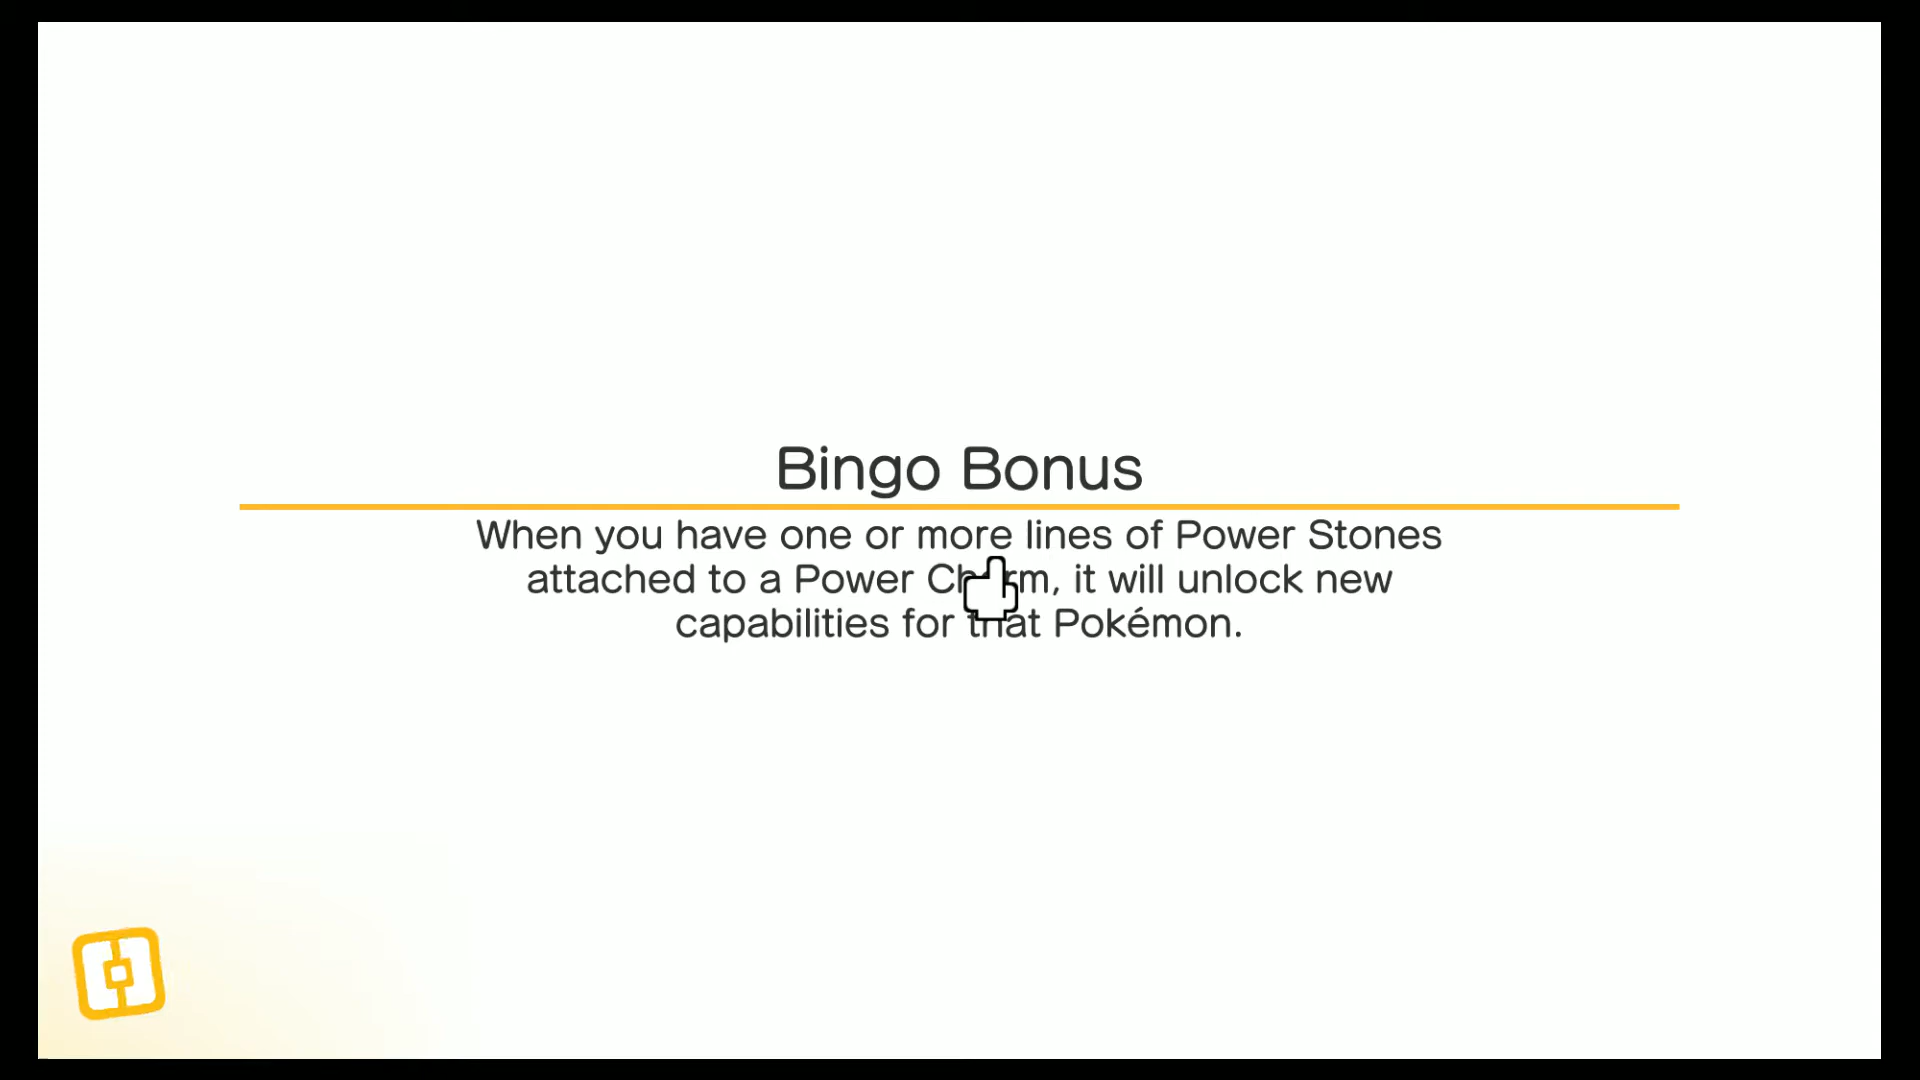 Bingo Bonus
When you have one or more lines of Power Stones
attached to a Power Charm, it will unlock new
capabilities for that Pokémon.